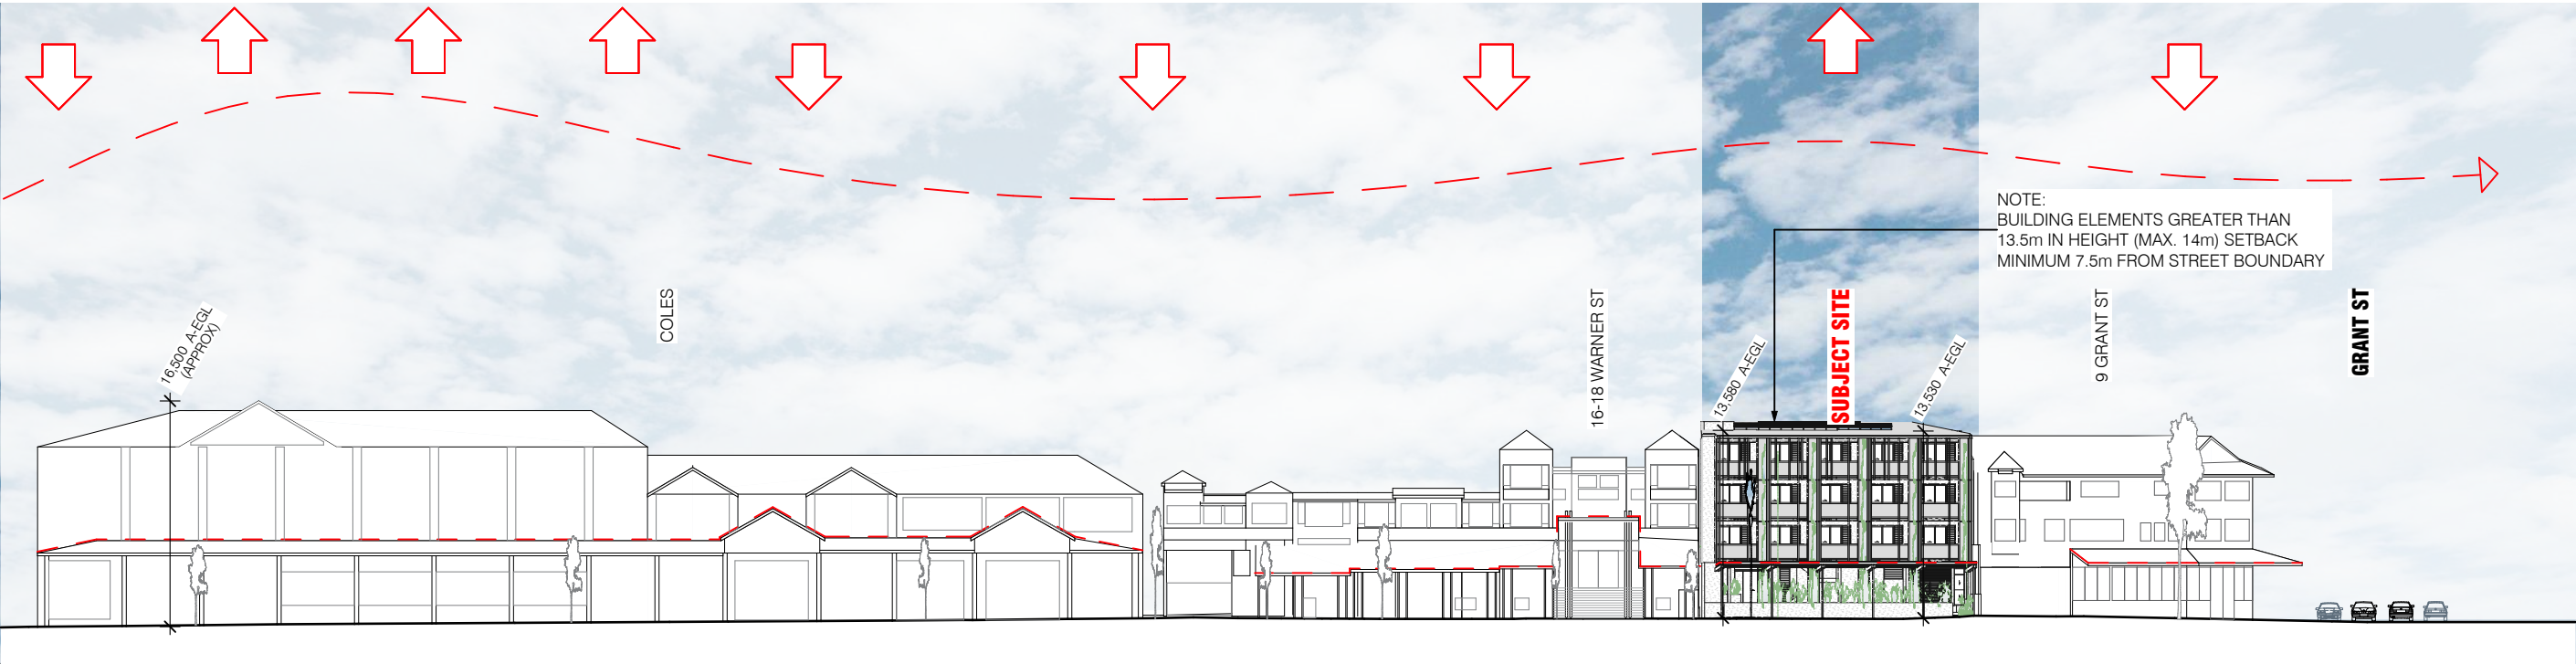 NOTE:
BUILDING ELEMENTS GREATER THAN
13.5m IN HEIGHT (MAX. 14m) SETBACK
MINIMUM 7.5m FROM STREET BOUNDARY
16,500 A-EGL
(APPROX)
COLES
16-18 WARNER ST
13,580 A-EGL
SUBJECT SITE
13,530 A-EGL
9 GRANT ST
GRANT ST